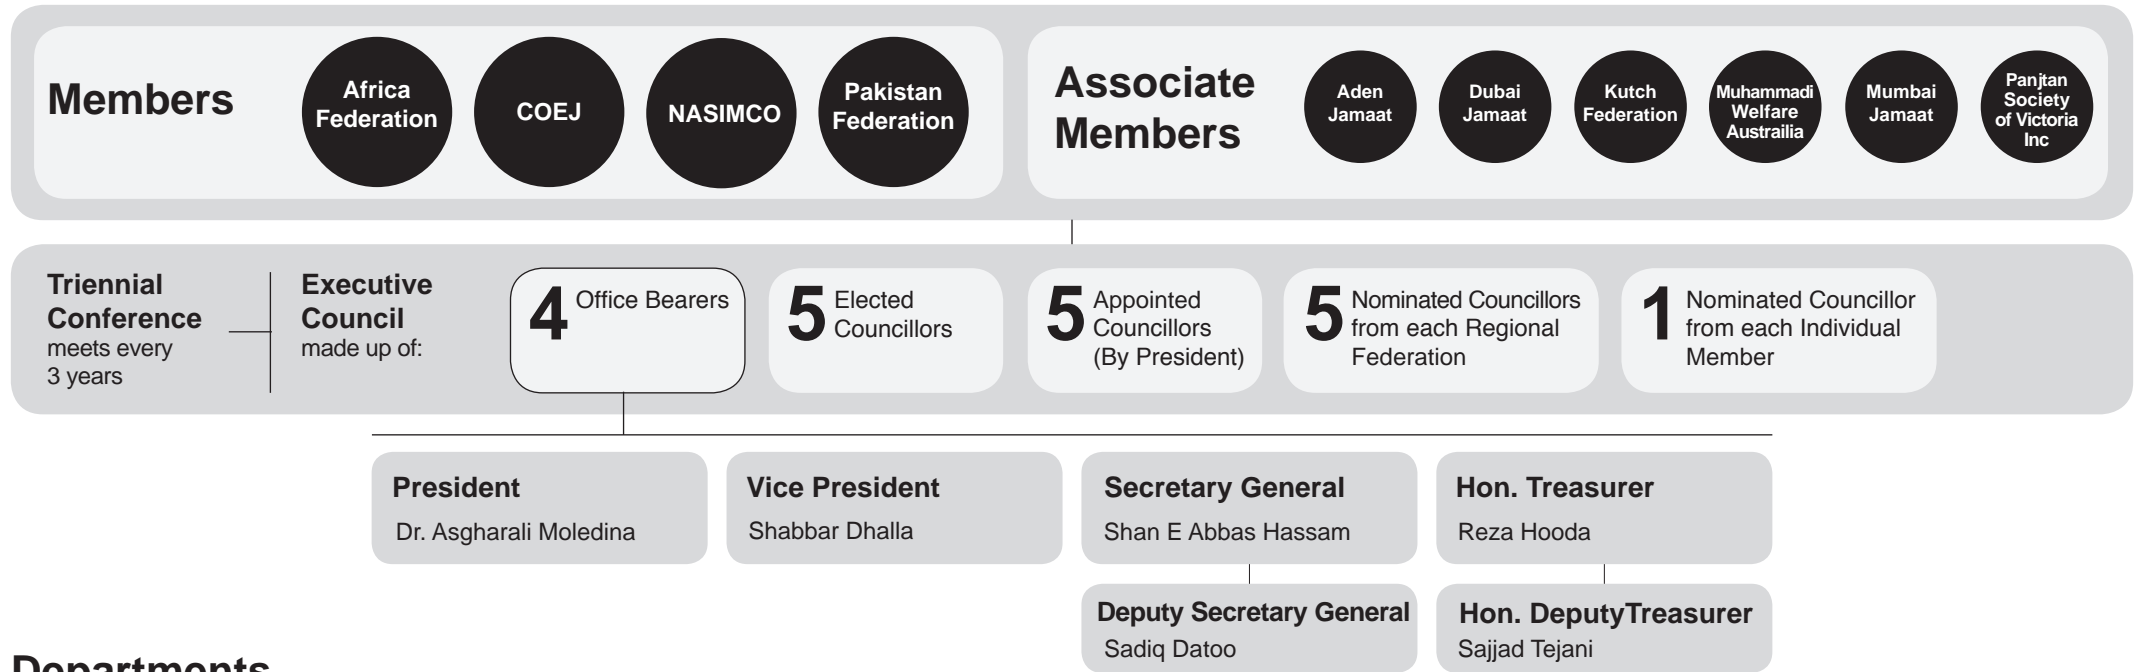 Members
Africa
Federation
COEJ
NASIMCO
Pakistan
Federation
Associate
Members
Aden
Jamaat
Dubai
Jamaat
Kutch
Federation
Muhammadi
Welfare
Austrailia
Mumbai
Jamaat
Panjtan
Society
of Victoria
Inc
Triennial
Conference
meets every
3 years
Executive
Council
made up of:
4 Office Bearers
5 Elected
Councillors
5 Appointed
Councillors
(By President)
5 Nominated Councillors
from each Regional
Federation
1 Nominated Councillor
from each Individual
Member
President
Dr. Asgharali Moledina
Vice President
Shabbar Dhalla
Secretary General
Shan E Abbas Hassam
Hon. Treasurer
Reza Hooda
Deputy Secretary General
Sadiq Datoo
Hon. DeputyTreasurer
Sajjad Tejani
Departments